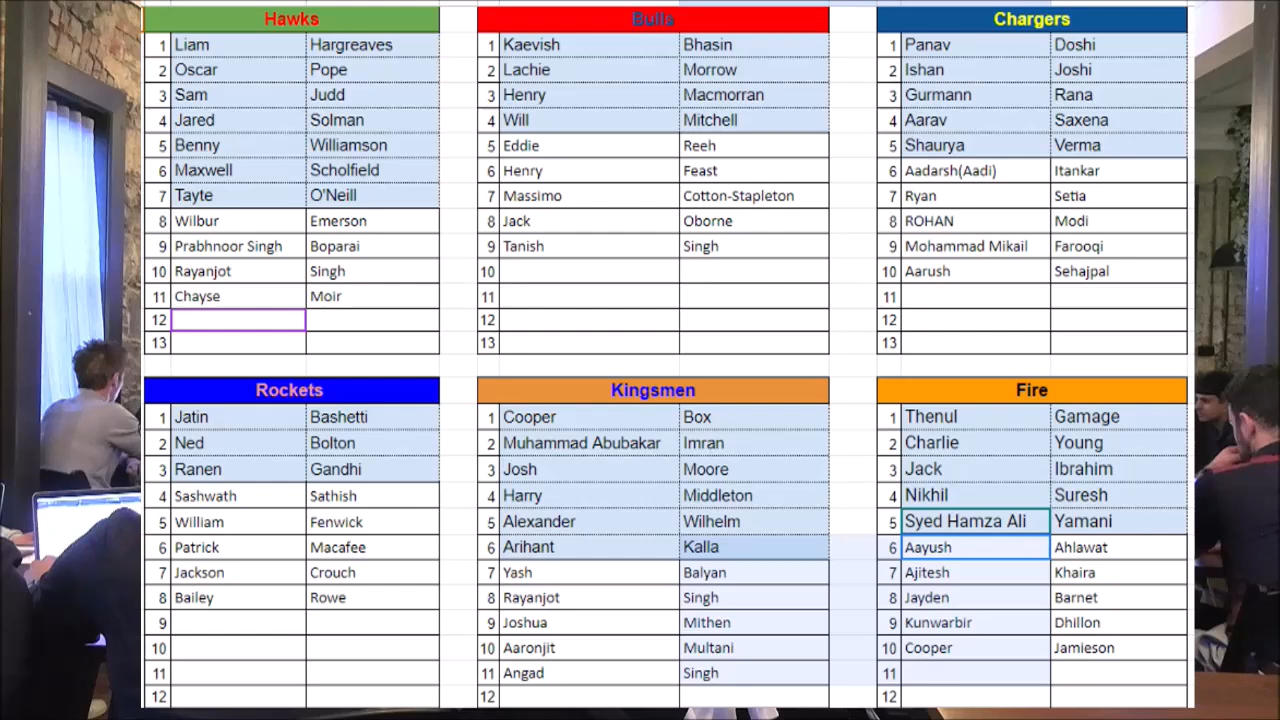 Hawks
1 Liam Hargreaves
2 Oscar Pope
3 Sam Judd
4 Jared Solman
5 Benny Williamson
6 Maxwell Scholfield
7 Tayte O'Neill
8 Wilbur Emerson
9 Prabhnoor Singh Boparai
10 Rayanjot Singh
11 Chayse Moir
12
13
Bulls
1 Kaevish Bhasin
2 Lachie Morrow
3 Henry Macmorran
4 Will Mitchell
5 Eddie Reeh
6 Henry Feast
7 Massimo Cotton-Stapleton
8 Jack Oborne
9 Tanish Singh
10
11
12
13
Chargers
1 Panav Doshi
2 Ishan Joshi
3 Gurmann Rana
4 Aarav Saxena
5 Shaurya Verma
6 Aadarsh(Aadi) Itankar
7 Ryan Setia
8 ROHAN Modi
9 Mohammad Mikail Farooqi
10 Aarush Sehajpal
11
12
13
Rockets
1 Jatin Bashetti
2 Ned Bolton
3 Ranen Gandhi
4 Sashwath Sathish
5 William Fenwick
6 Patrick Macafee
7 Jackson Crouch
8 Bailey Rowe
9
10
11
12
Kingsmen
1 Cooper Box
2 Muhammad Abubakar Imran
3 Josh Moore
4 Harry Middleton
5 Alexander Wilhelm
6 Arihant Kalla
7 Yash Balyan
8 Rayanjot Singh
9 Joshua Mithen
10 Aaronjit Multani
11 Angad Singh
12
Fire
1 Thenul Gamage
2 Charlie Young
3 Jack Ibrahim
4 Nikhil Suresh
5 Syed Hamza Ali Yamani
6 Aayush Ahlawat
7 Ajitesh Khaira
8 Jayden Barnet
9 Kunwarbir Dhillon
10 Cooper Jamieson
11
12